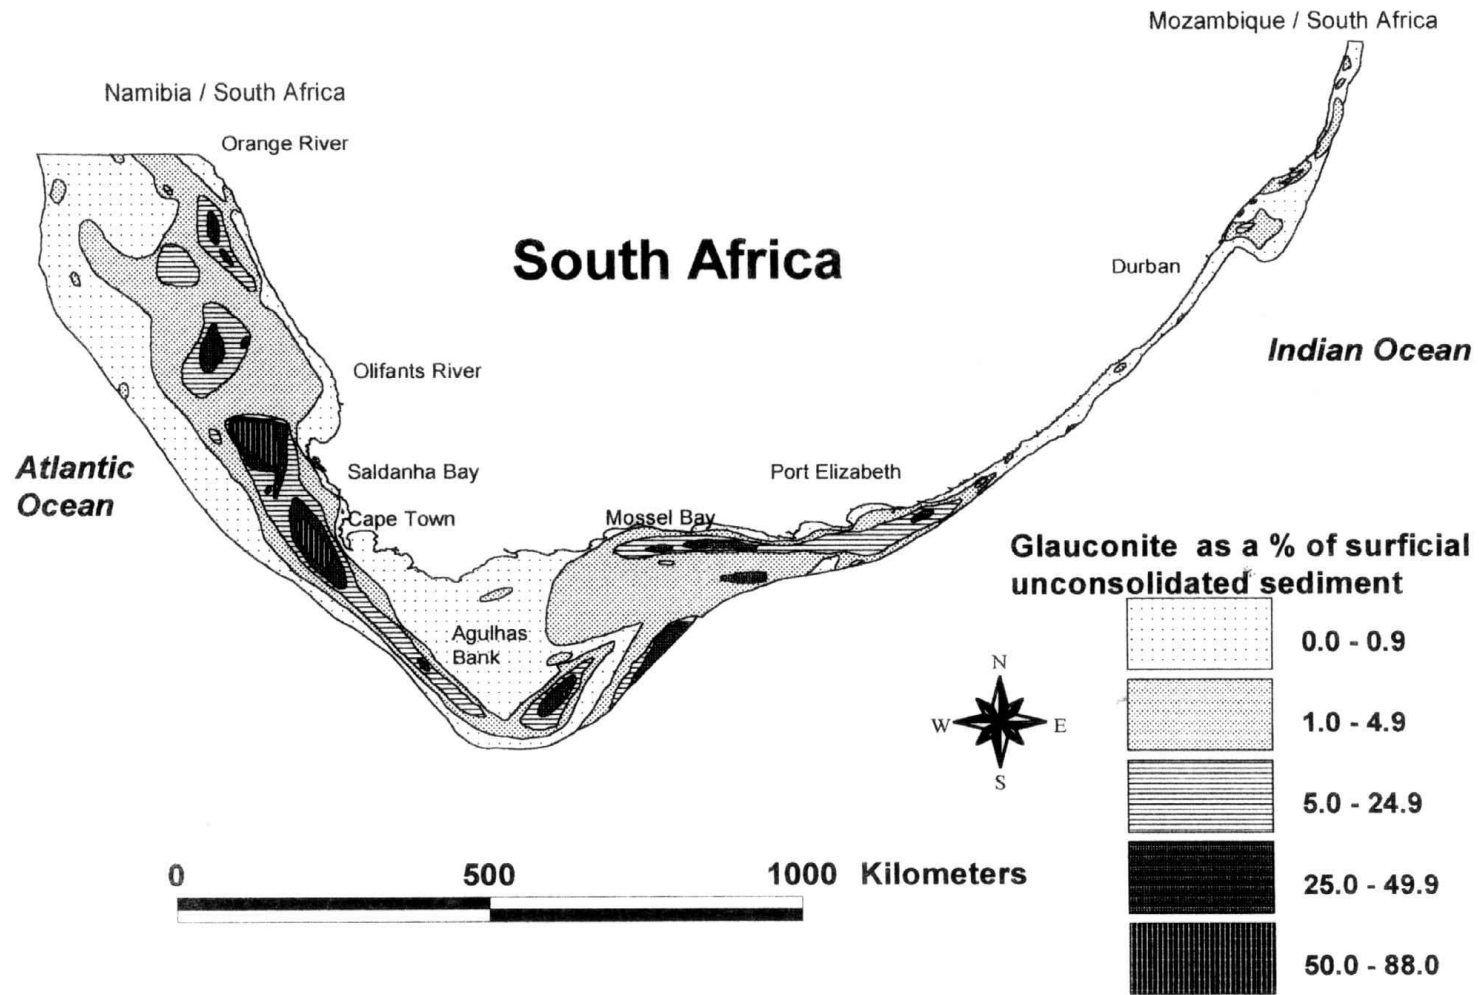 Mozambique / South Africa
Namibia / South Africa
Orange River
South Africa
Durban
Indian Ocean
Olifants River
Atlantic
Ocean
Saldanha Bay
Port Elizabeth
Cape Town
Mossel Bay
Glauconite as a % of surficial
unconsolidated sediment
0.0 - 0.9
Agulhas
Bank
N
W
E
S
1.0 - 4.9
5.0 - 24.9
0
500
1000 Kilometers
25.0 - 49.9
50.0 - 88.0